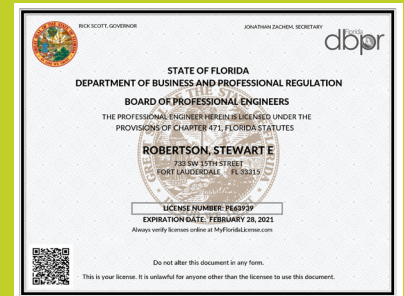 RICK SCOTT, GOVERNOR
JONATHAN ZACHEM, SECRETARY
Florida
dbpr
STATE OF FLORIDA
DEPARTMENT OF BUSINESS AND PROFESSIONAL REGULATION
BOARD OF PROFESSIONAL ENGINEERS
THE PROFESSIONAL ENGINEER HEREIN IS LICENSED UNDER THE
PROVISIONS OF CHAPTER 471, FLORIDA STATUTES
ROBERTSON, STEWART E
733 SW 15TH STREET
FORT LAUDERDALE FL 33315
LICENSE NUMBER: PE63939
EXPIRATION DATE: FEBRUARY 28, 2021
Always verify licenses online at MyFloridaLicense.com
Do not alter this document in any form.
This is your license. It is unlawful for anyone other than the licensee to use this document.